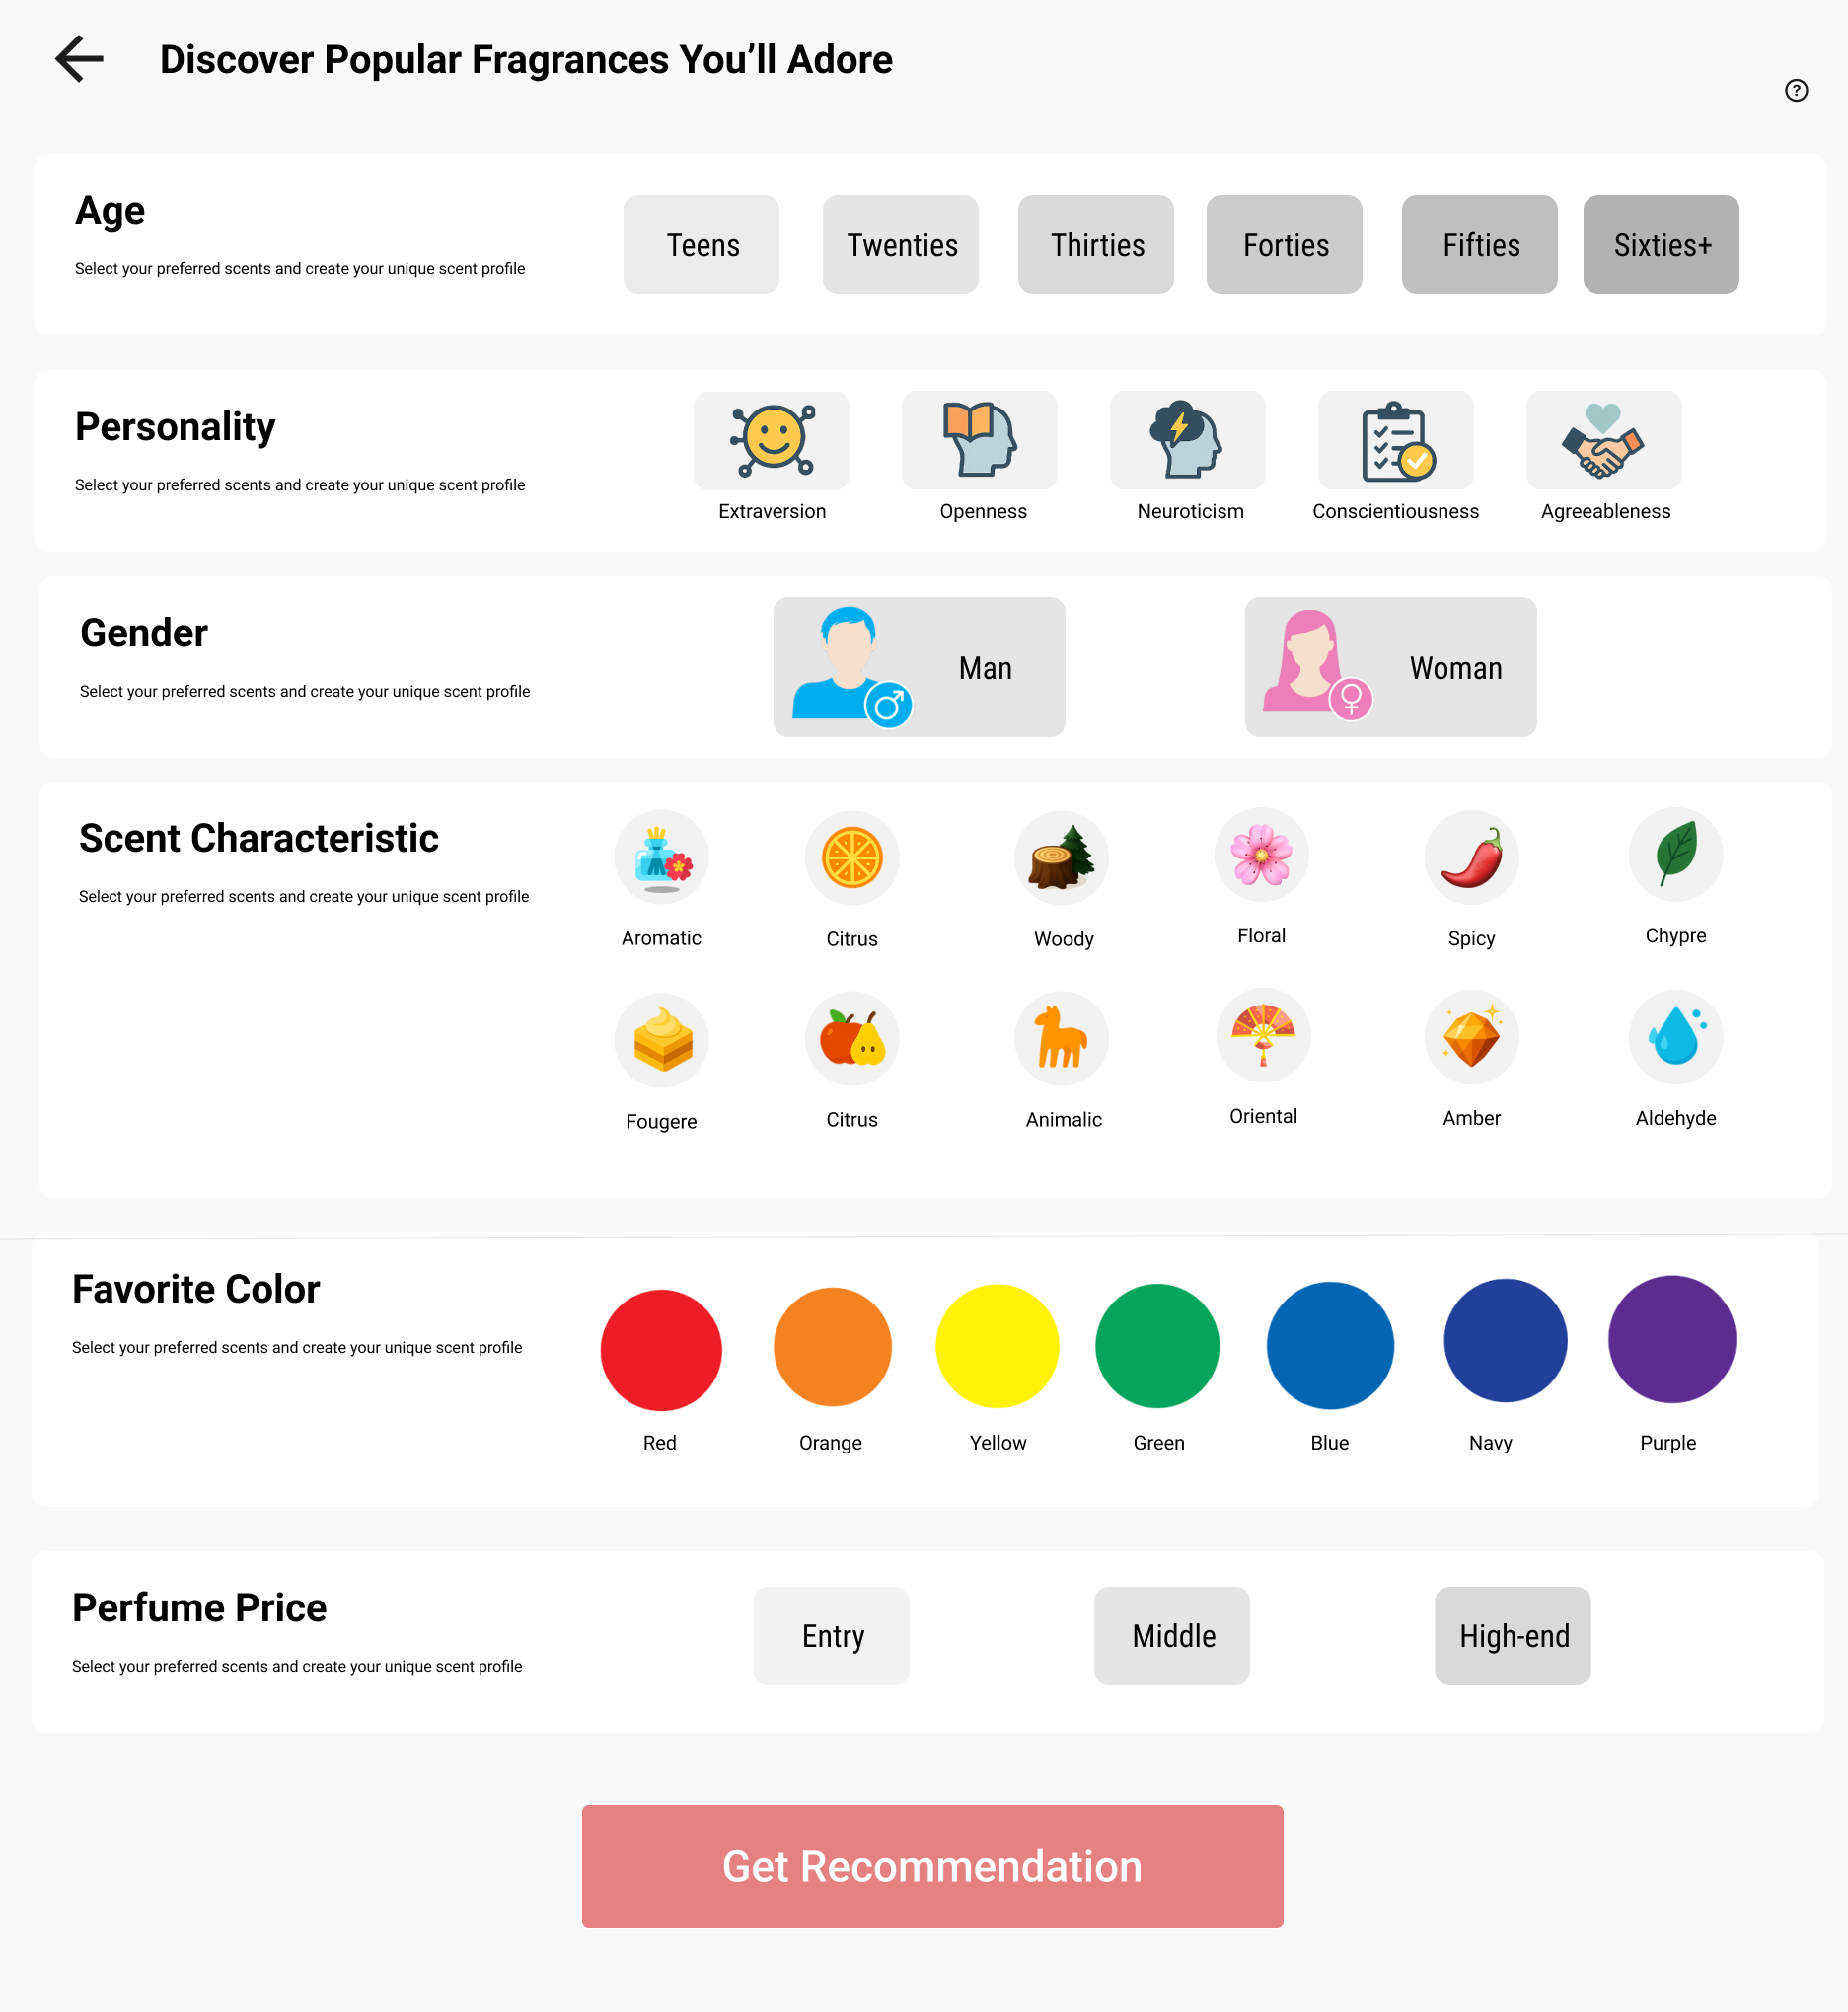 Discover Popular Fragrances You’ll Adore
?
Age
Select your preferred scents and create your unique scent profile
Teens
Twenties
Thirties
Forties
Fifties
Sixties+
Personality
Select your preferred scents and create your unique scent profile
Extraversion
Openness
Neuroticism
Conscientiousness
Agreeableness
Gender
Select your preferred scents and create your unique scent profile
Man
Woman
Scent Characteristic
Select your preferred scents and create your unique scent profile
Aromatic
Citrus
Woody
Floral
Spicy
Chypre
Fougere
Citrus
Animalic
Oriental
Amber
Aldehyde
Favorite Color
Select your preferred scents and create your unique scent profile
Red
Orange
Yellow
Green
Blue
Navy
Purple
Perfume Price
Select your preferred scents and create your unique scent profile
Entry
Middle
High-end
Get Recommendation